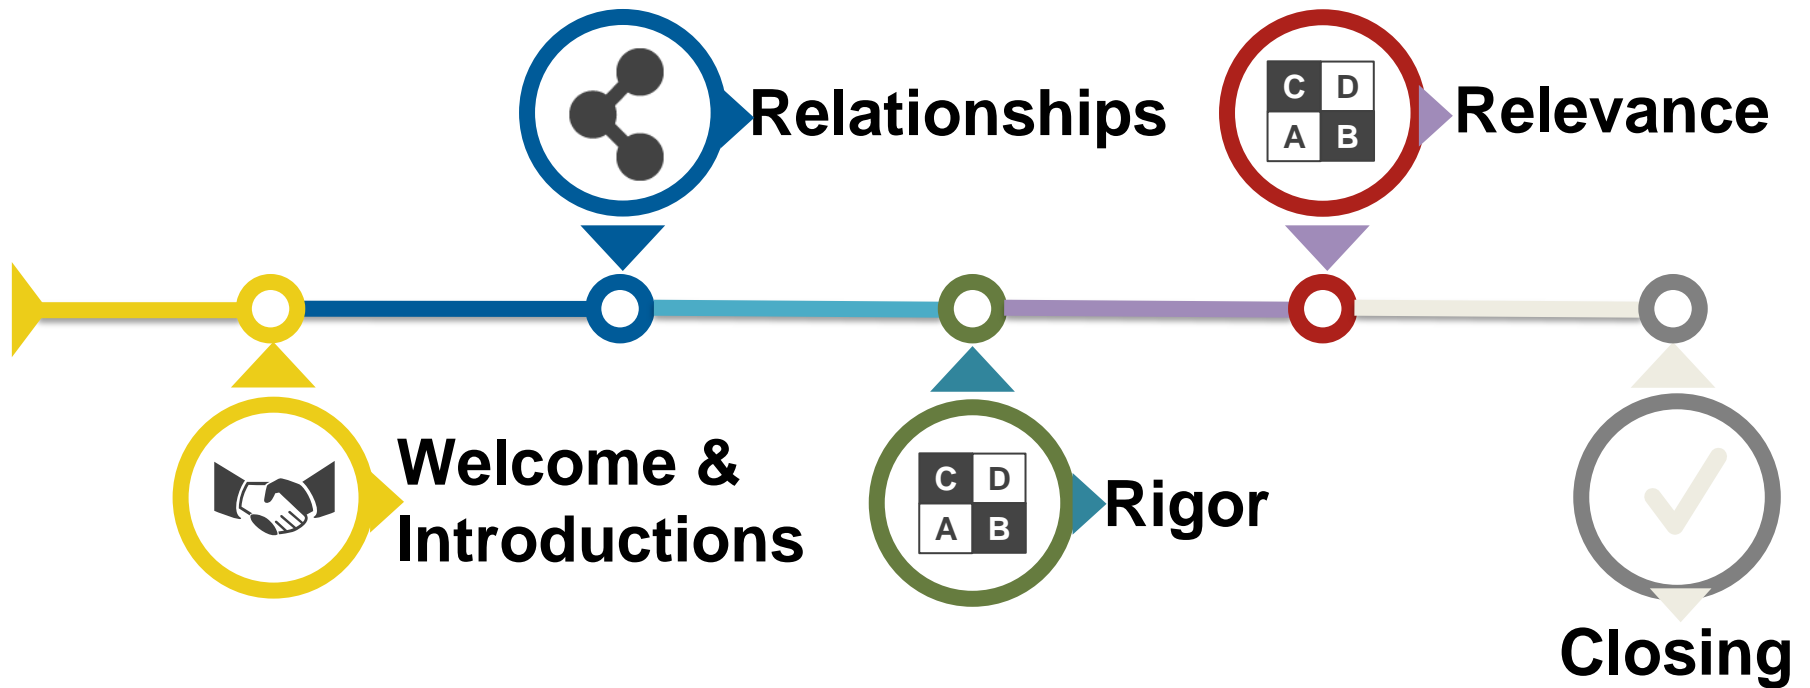 Relationships
C D
A B
Relevance
C D
A B
Welcome &
Introductions
C D
A B
Rigor
Closing